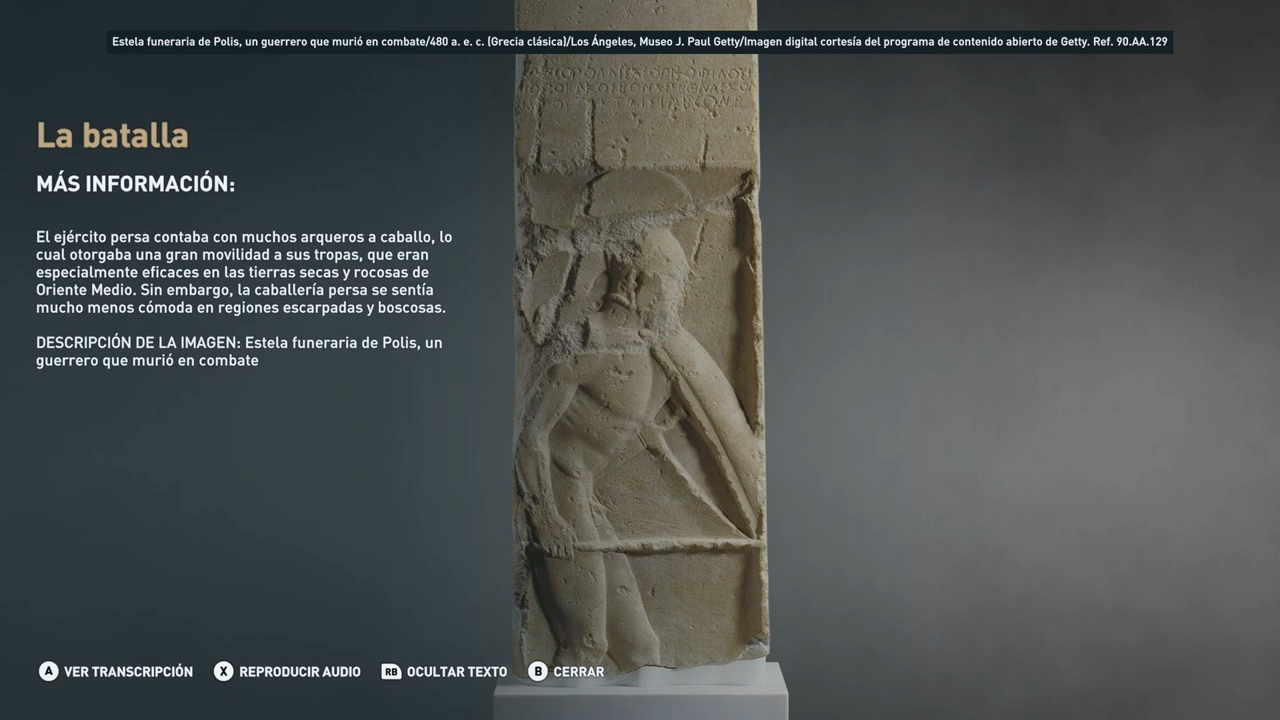 Estela funeraria de Polis, un guerrero que murió en combate/480 a. e. c. (Grecia clásica)/Los Ángeles, Museo J. Paul Getty/Imagen digital cortesía del programa de contenido abierto de Getty. Ref. 90.AA.129
La batalla
MÁS INFORMACIÓN:
El ejército persa contaba con muchos arqueros a caballo, lo
cual otorgaba una gran movilidad a sus tropas, que eran
especialmente eficaces en las tierras secas y rocosas de
Oriente Medio. Sin embargo, la caballería persa se sentía
mucho menos cómoda en regiones escarpadas y boscosas.
DESCRIPCIÓN DE LA IMAGEN: Estela funeraria de Polis, un
guerrero que murió en combate
A VER TRANSCRIPCIÓN X REPRODUCIR AUDIO RB OCULTAR TEXTO B CERRAR